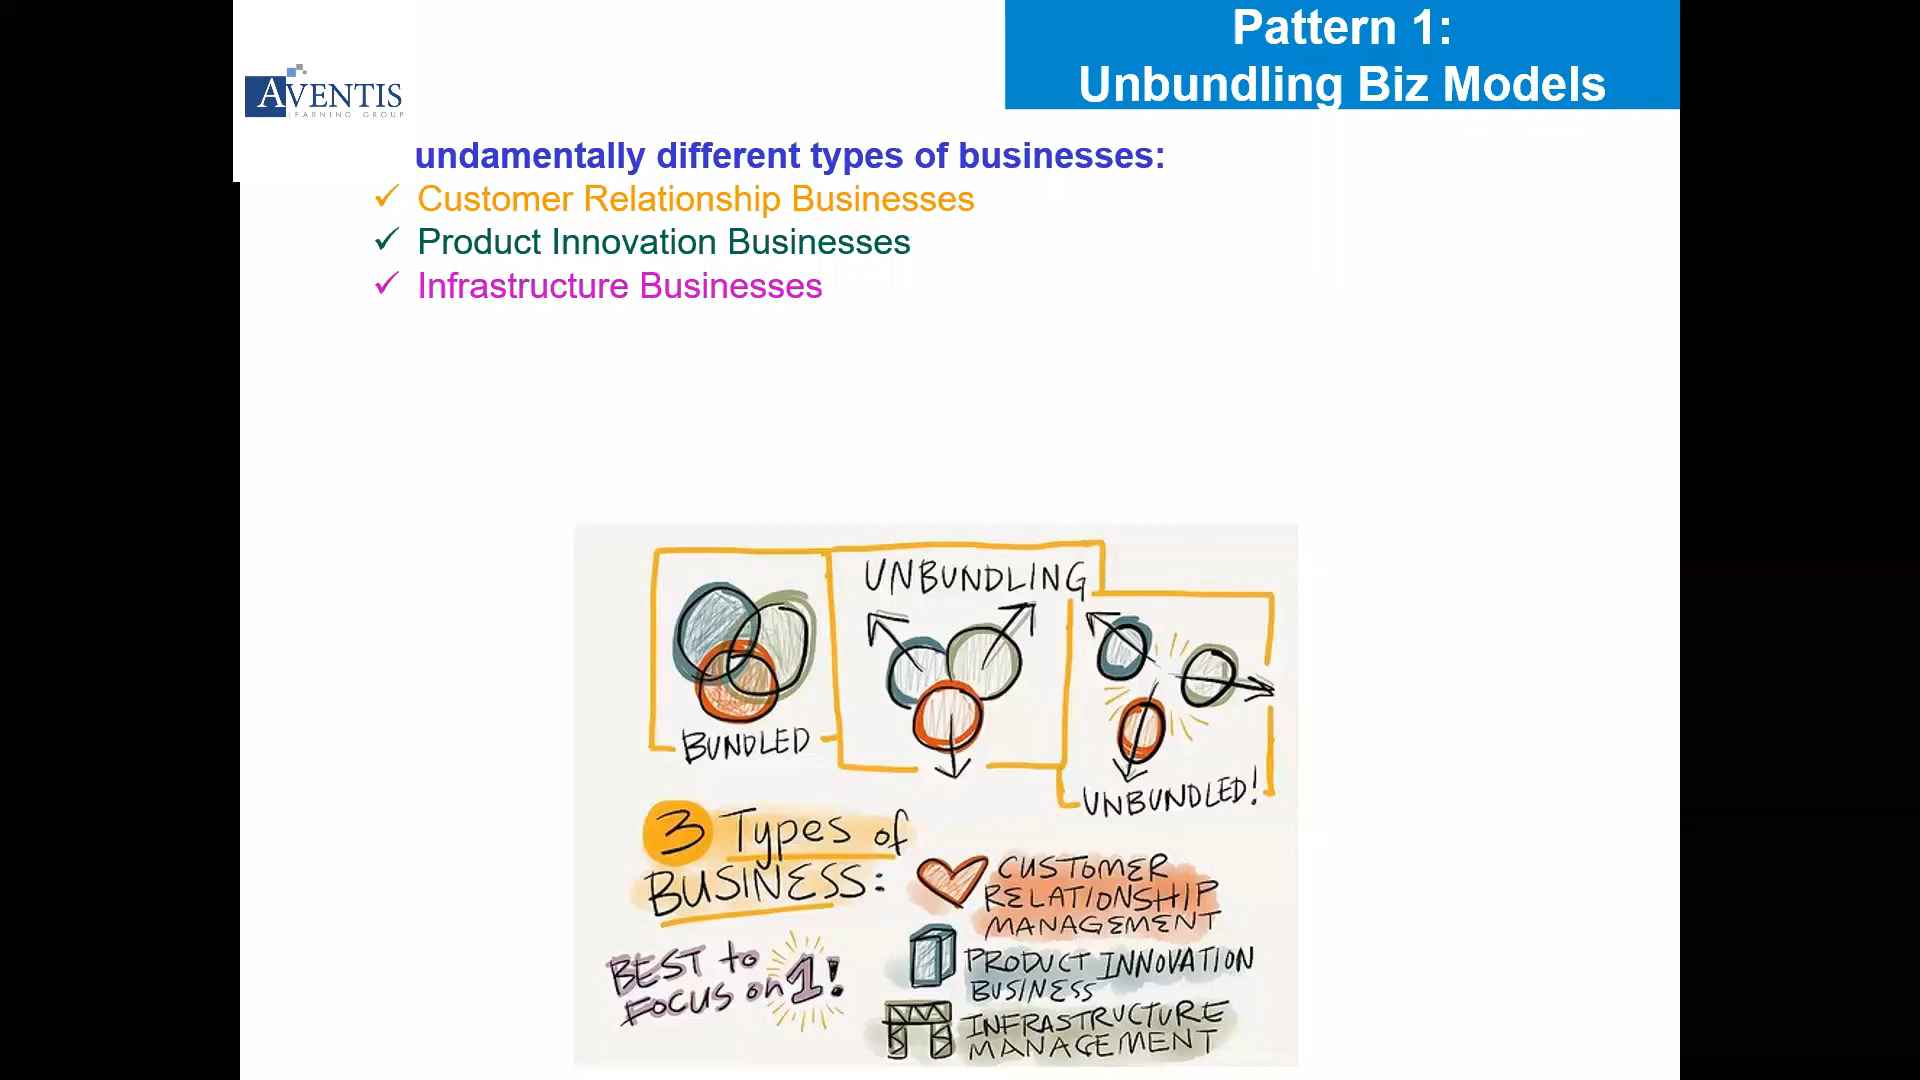 Pattern 1:
Unbundling Biz Models
AVENTIS
LEARNING GROUP
undamentally different types of businesses:
✓ Customer Relationship Businesses
✓ Product Innovation Businesses
✓ Infrastructure Businesses
UNBUNDLING
BUNDLED
UNBUNDLED!
3 Types of
BUSINESS:
CUSTOMER
RELATIONSHIP
MANAGEMENT
PRODUCT INNOVATION
BUSINESS
INFRASTRUCTURE
MANAGEMENT
BEST to
FOCUS on 1!